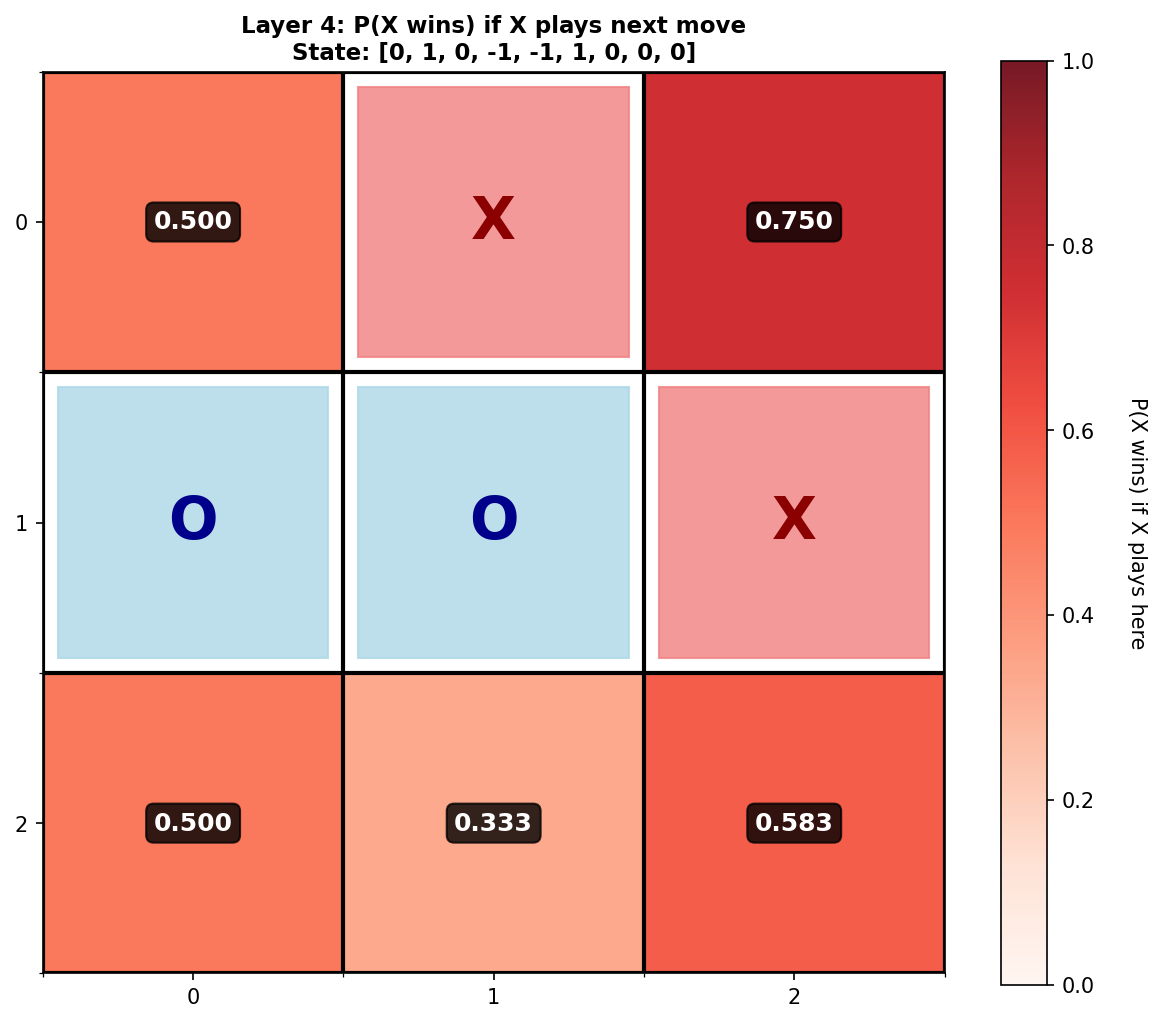 Layer 4: P(X wins) if X plays next move
State: [0, 1, 0, -1, -1, 1, 0, 0, 0]
0
0.500
X
0.750
1
O
O
X
2
0.500
0.333
0.583
0
1
2
1.0
0.8
0.6
0.4
0.2
0.0
P(X wins) if X plays here